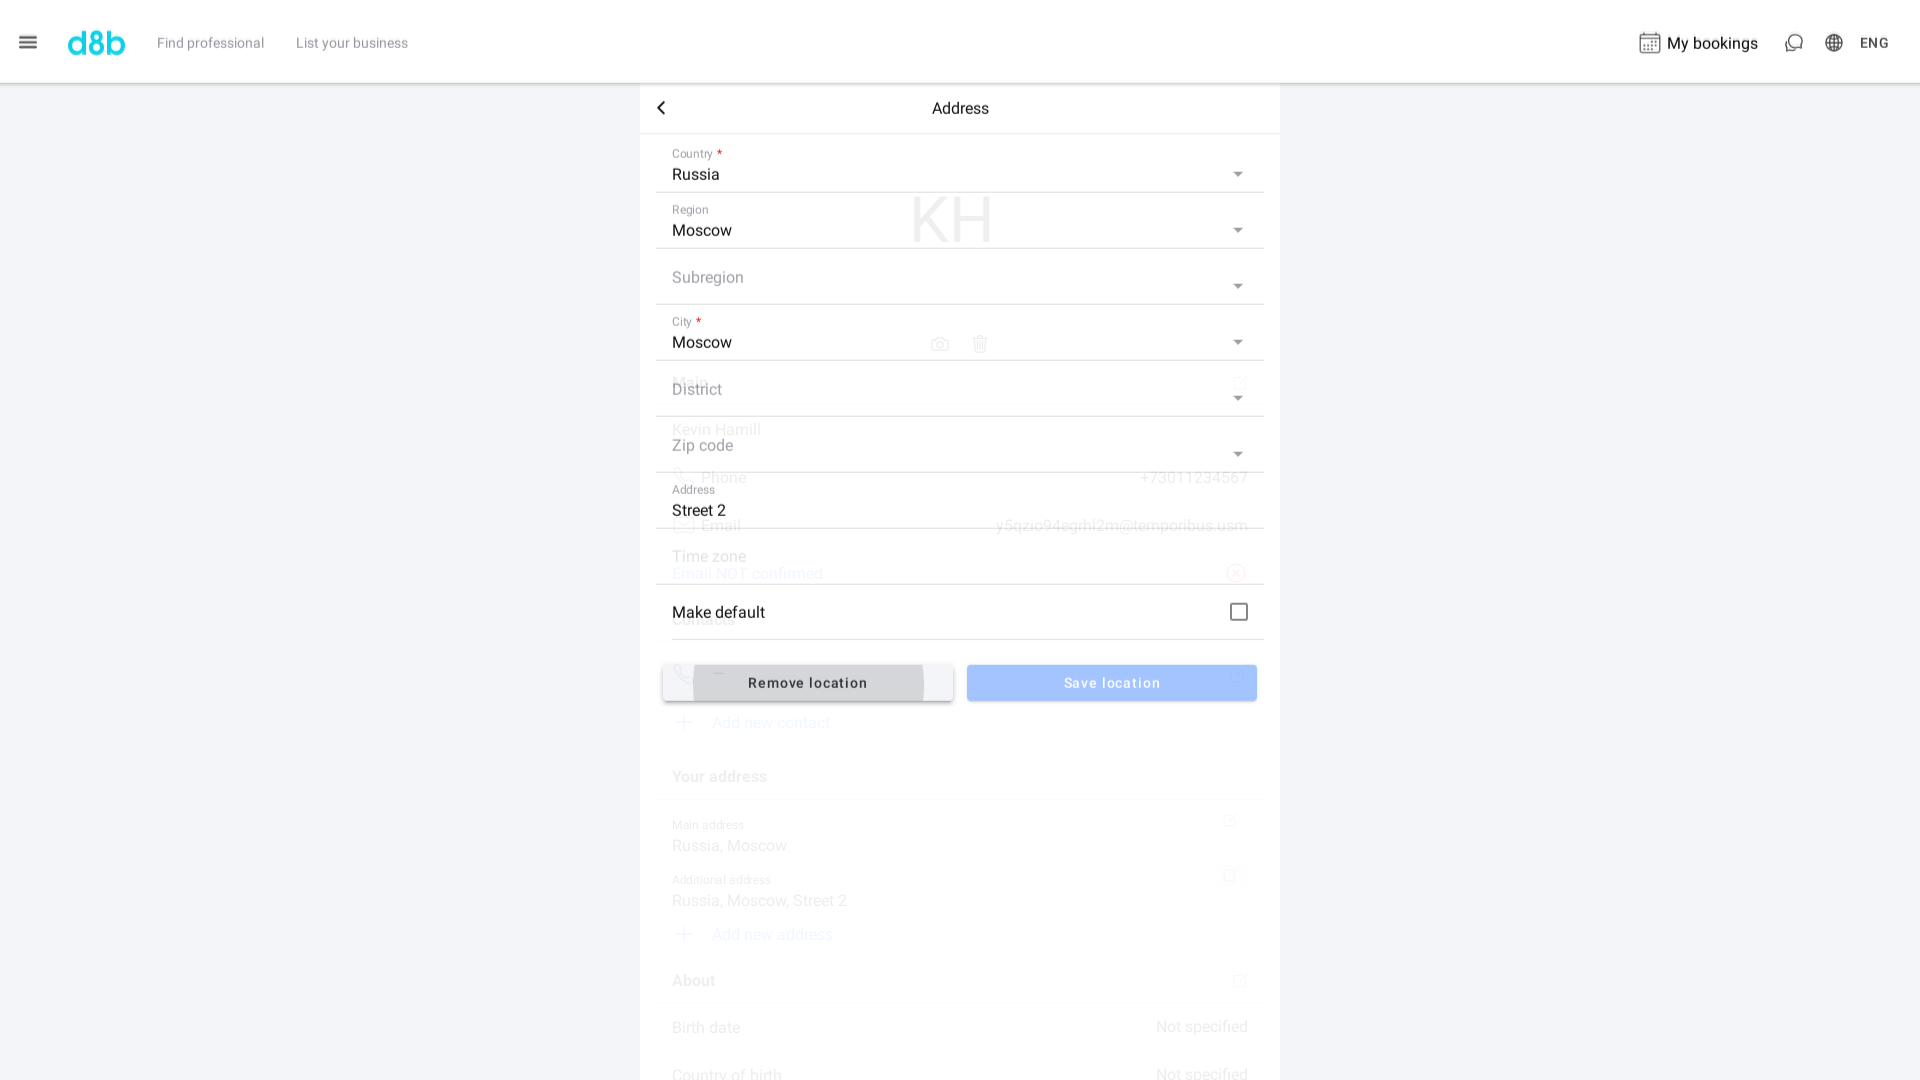 d8b Find professional List your business My bookings ENG
Address
Country *
Russia
Region
Moscow
KH
Subregion
City *
Moscow
Main
District
Kevin Hamill
Zip code
Phone +73011234567
Address
Street 2
Email y5qzio94egrhl2m@temporibus.usm
Time zone
Email NOT confirmed
Make default
Contacts
Remove location Save location
Add new contact
Your address
Main address
Russia, Moscow
Additional address
Russia, Moscow, Street 2
Add new address
About
Birth date Not specified
Country of birth Not specified